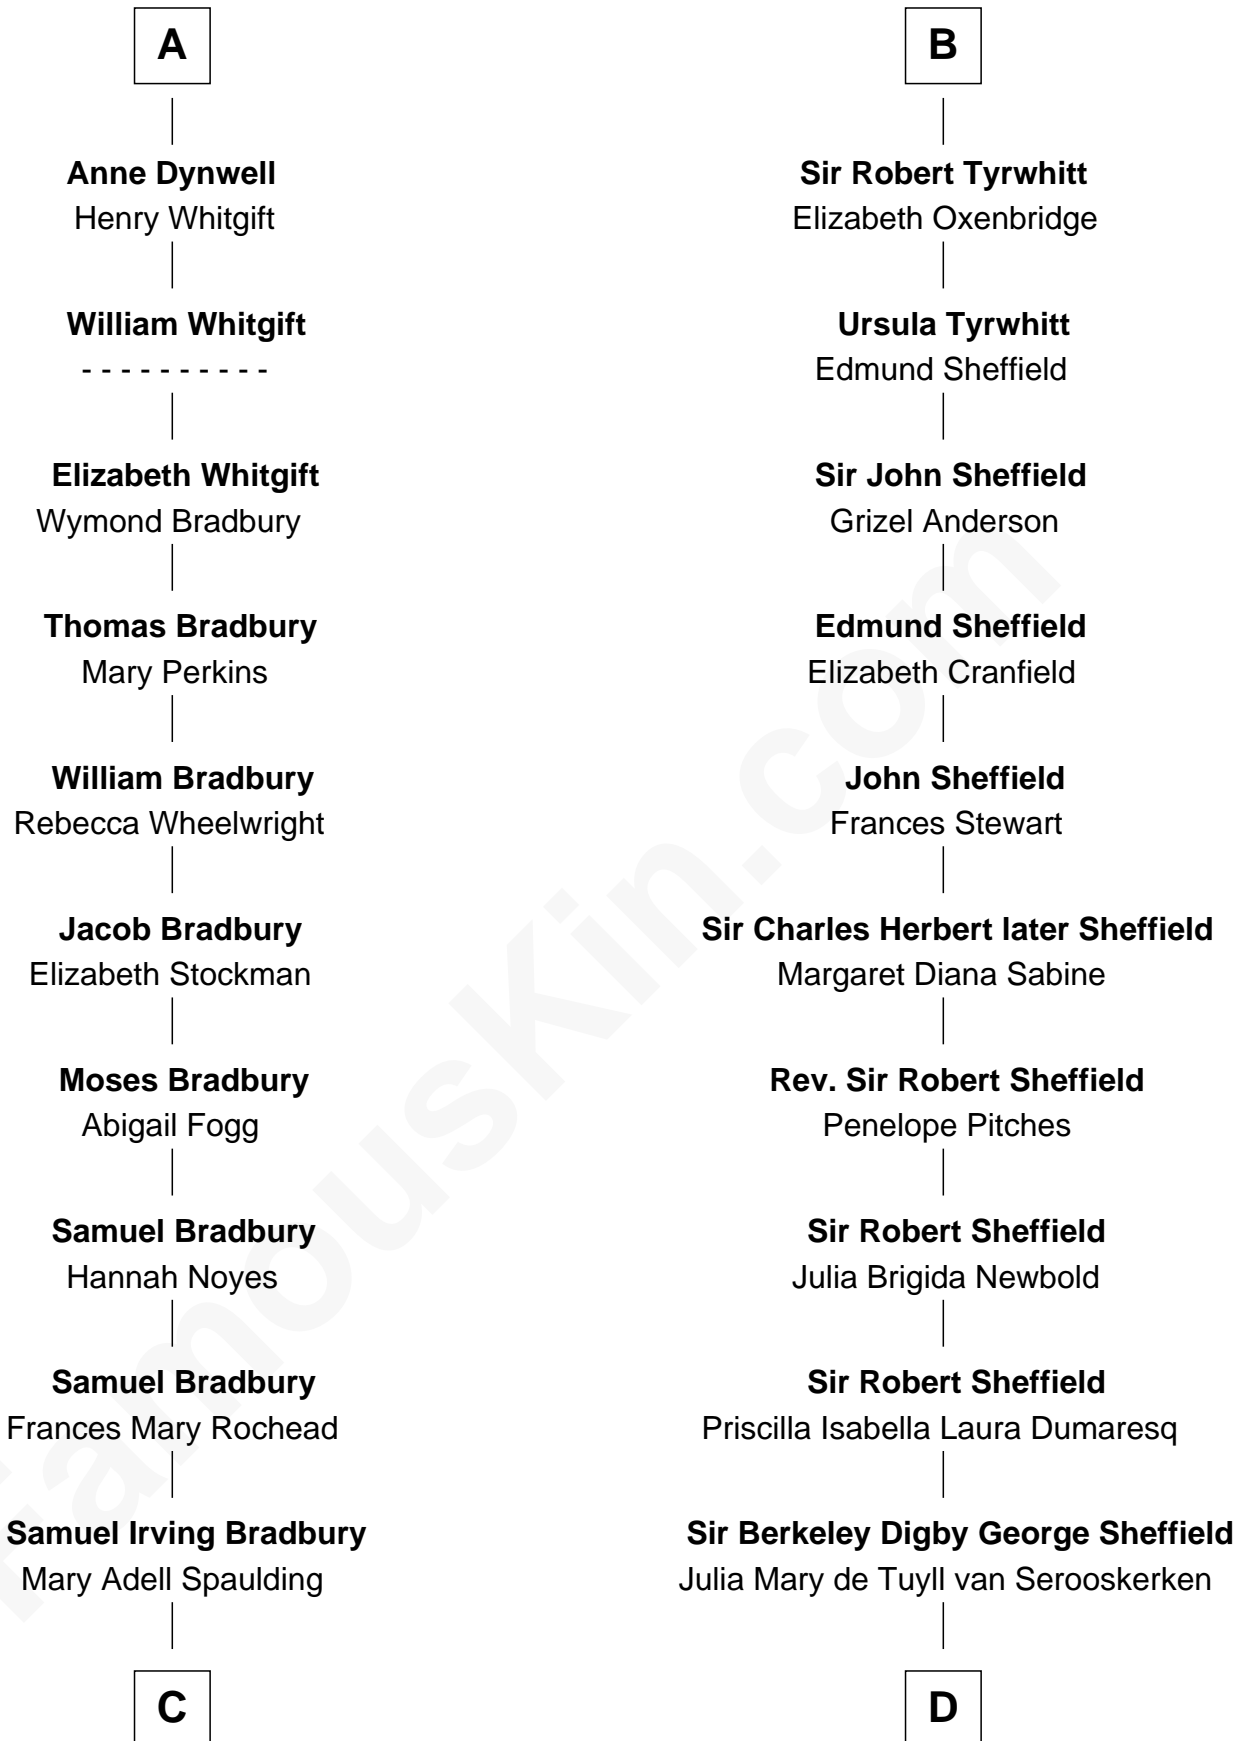 A
Anne Dynwell
Henry Whitgift
William Whitgift
- - - - - - - - - -
Elizabeth Whitgift
Wymond Bradbury
Thomas Bradbury
Mary Perkins
William Bradbury
Rebecca Wheelwright
Jacob Bradbury
Elizabeth Stockman
Moses Bradbury
Abigail Fogg
Samuel Bradbury
Hannah Noyes
Samuel Bradbury
Frances Mary Rochead
Samuel Irving Bradbury
Mary Adell Spaulding
C
B
Sir Robert Tyrwhitt
Elizabeth Oxenbridge
Ursula Tyrwhitt
Edmund Sheffield
Sir John Sheffield
Grizel Anderson
Edmund Sheffield
Elizabeth Cranfield
John Sheffield
Frances Stewart
Sir Charles Herbert later Sheffield
Margaret Diana Sabine
Rev. Sir Robert Sheffield
Penelope Pitches
Sir Robert Sheffield
Julia Brigida Newbold
Sir Robert Sheffield
Priscilla Isabella Laura Dumaresq
Sir Berkeley Digby George Sheffield
Julia Mary de Tuyll van Serooskerken
D
FamousKin.com